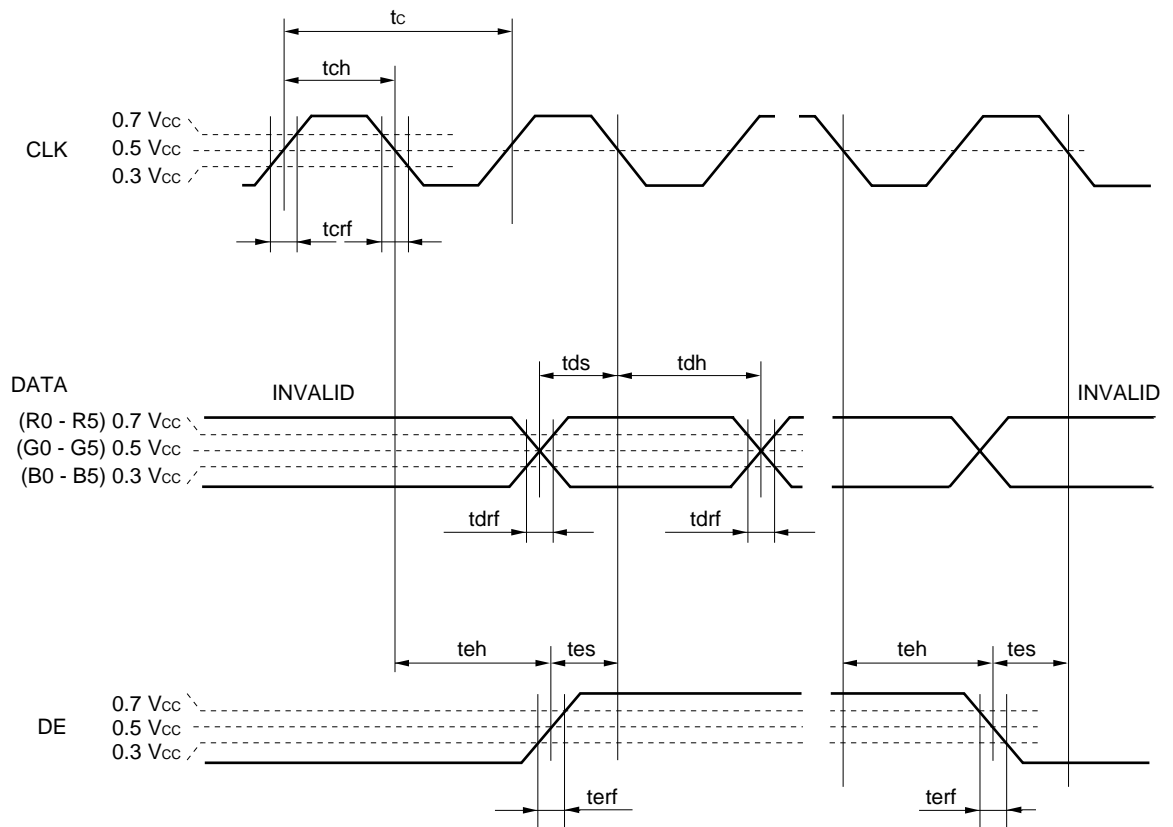 tc
tch
0.7 Vcc
CLK
0.5 Vcc
0.3 Vcc
tcrf
tds
tdh
DATA
INVALID
INVALID
(R0 - R5) 0.7 Vcc
(G0 - G5) 0.5 Vcc
(B0 - B5) 0.3 Vcc
tdrf
tdrf
teh
tes
teh
tes
0.7 Vcc
DE
0.5 Vcc
0.3 Vcc
terf
terf